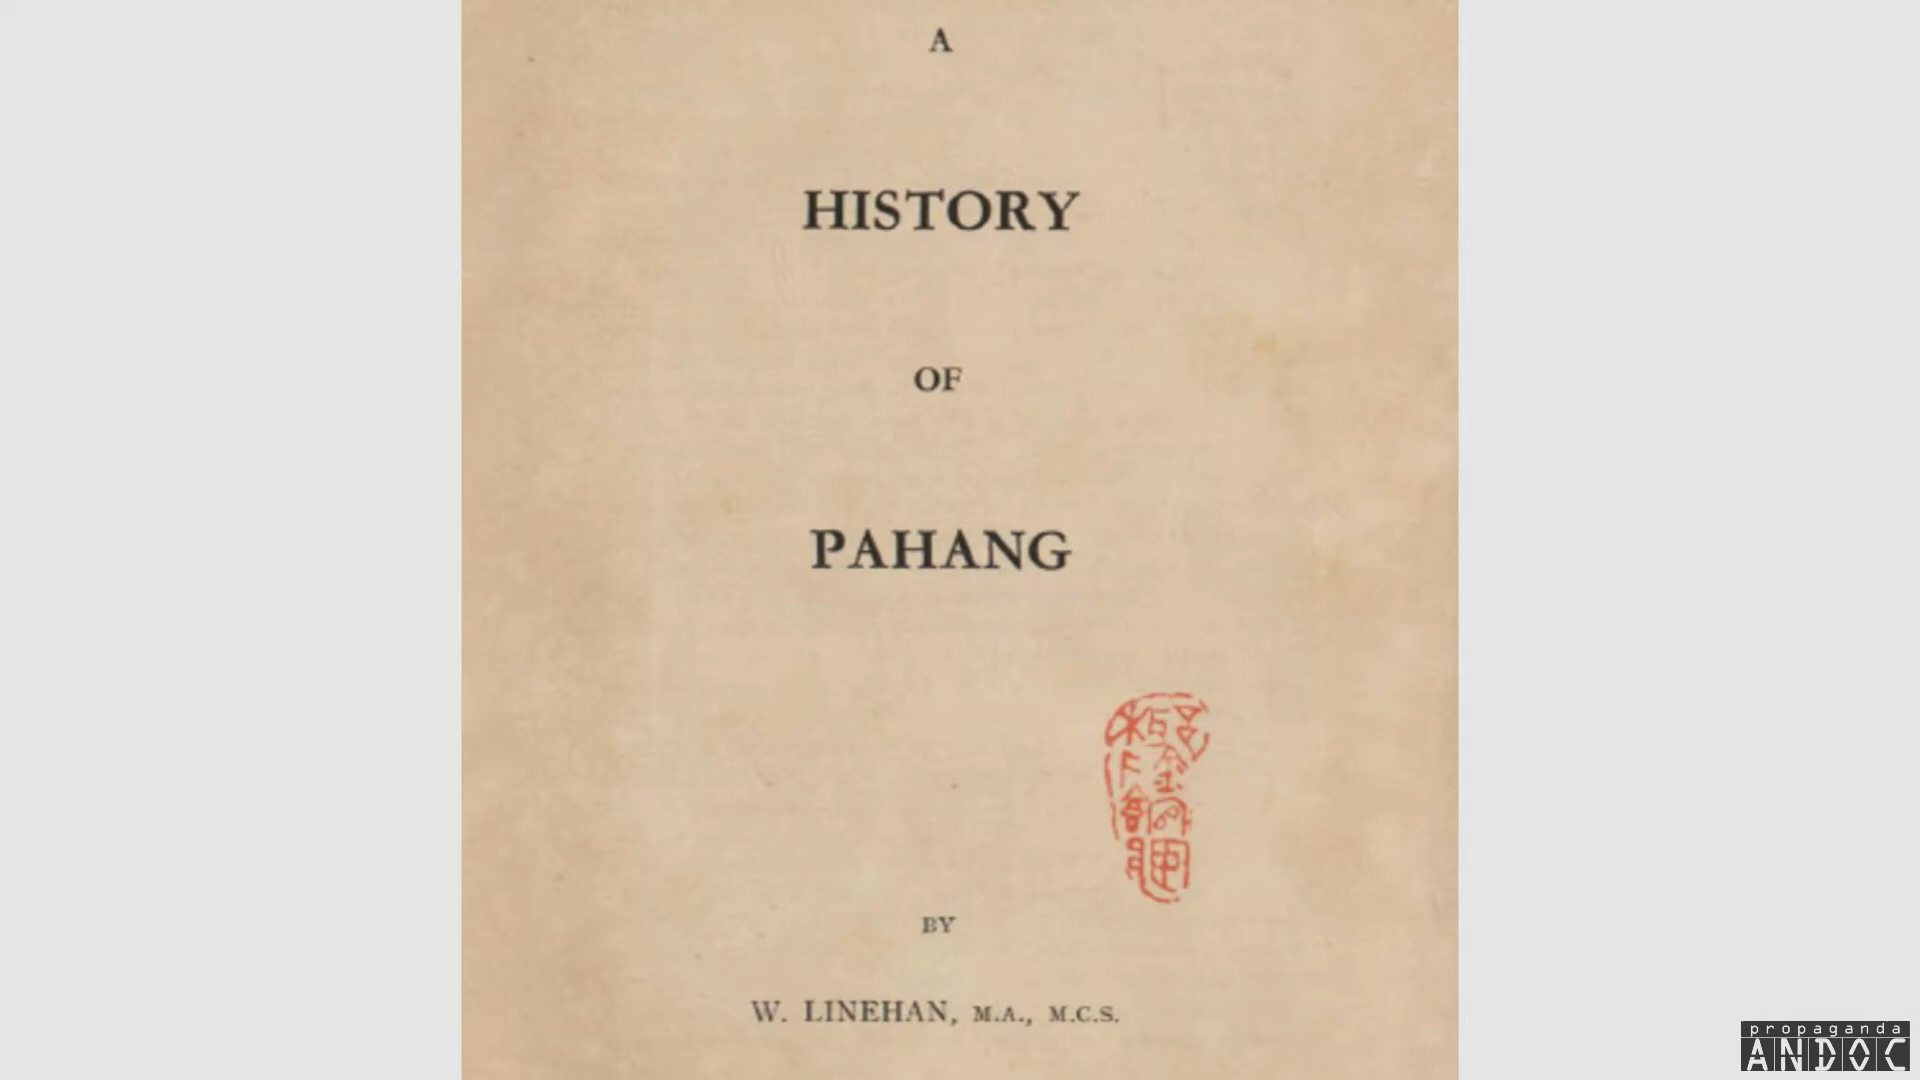 A
HISTORY
OF
PAHANG
BY
W. LINEHAN, M.A., M.C.S.
propaganda
ANDOC